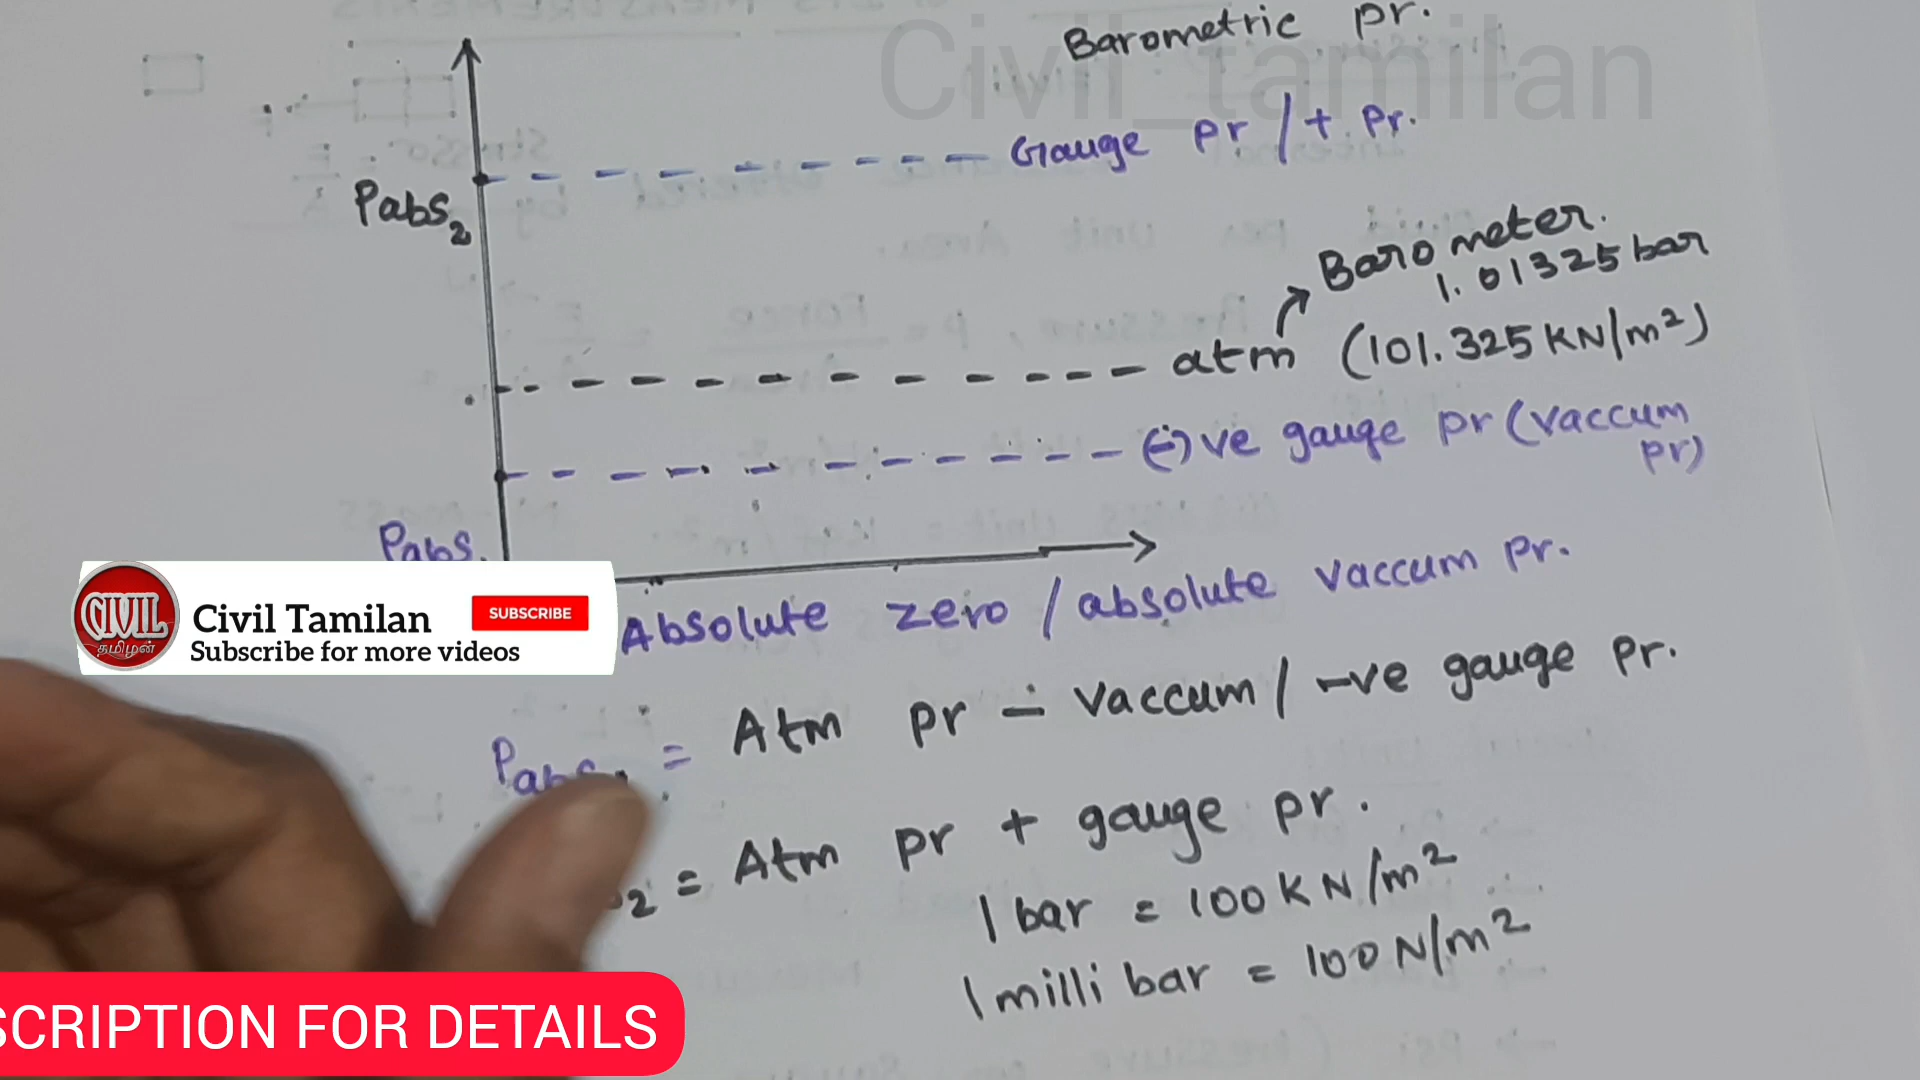 Barometric pr.
Civil_tamilan
Gauge pr / + Pr.
Pabs2
Barometer.
1.01325 bar
atm (101.325 KN/m²)
(-)ve gauge pr (vaccum
pr)
Pabs
Absolute zero / absolute vaccum Pr.
CIVIL
தமிழன்
Civil Tamilan
SUBSCRIBE
Subscribe for more videos
Pabs = Atm pr - vaccum / -ve gauge pr.
2 = Atm pr + gauge pr.
1 bar = 100 KN/m²
1 milli bar = 100 N/m²
SCRIPTION FOR DETAILS